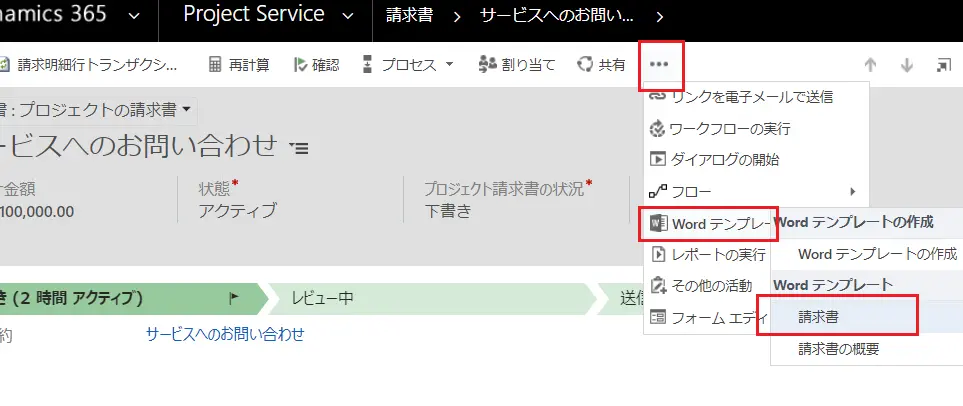 namics 365 Project Service 請求書 サービスへのお問い...
請求明細行トランザクシ... 再計算 確認 プロセス 割り当て 共有 •••
書 : プロジェクトの請求書
ービスへのお問い合わせ
計金額 状態* プロジェクト請求書の状況*
100,000.00 アクティブ 下書き
リンクを電子メールで送信
ワークフローの実行
ダイアログの開始
フロー
Word テンプレー
レポートの実行
その他の活動
フォーム エディ
Word テンプレートの作成
Word テンプレートの作成
Word テンプレート
請求書
請求書の概要
き (2 時間 アクティブ) レビュー中 送信
約 サービスへのお問い合わせ